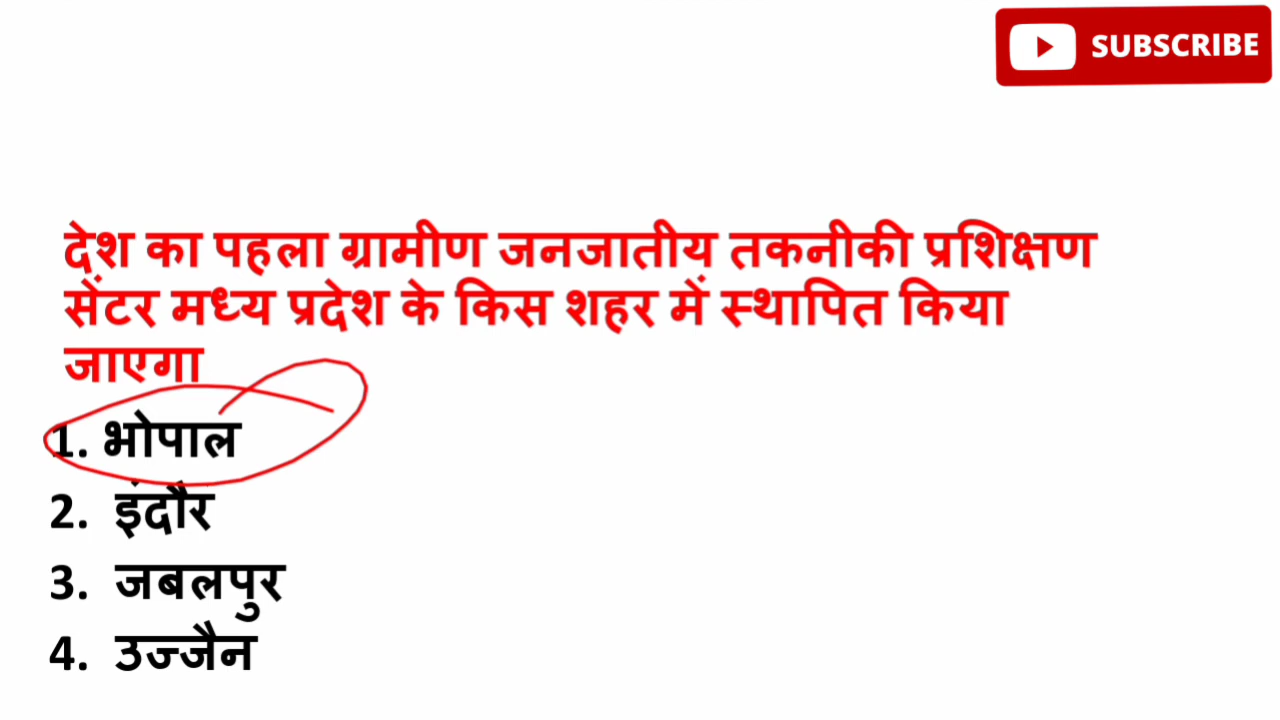 SUBSCRIBE
देश का पहला ग्रामीण जनजातीय तकनीकी प्रशिक्षण
सेंटर मध्य प्रदेश के किस शहर में स्थापित किया
जाएगा
1. भोपाल
2. इंदौर
3. जबलपुर
4. उज्जैन